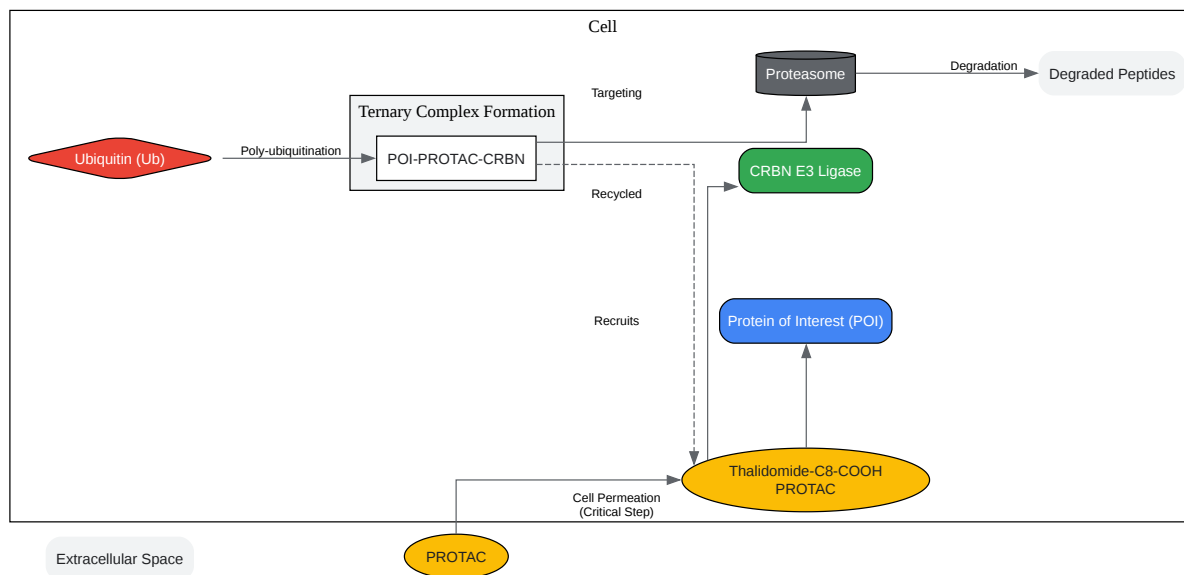 Cell
Proteasome
Degradation
Degraded Peptides
Targeting
Ternary Complex Formation
Ubiquitin (Ub)
Poly-ubiquitination
POI-PROTAC-CRBN
CRBN E3 Ligase
Recycled
Recruits
Protein of Interest (POI)
Thalidomide-C8-COOH
PROTAC
Cell Permeation
(Critical Step)
Extracellular Space
PROTAC